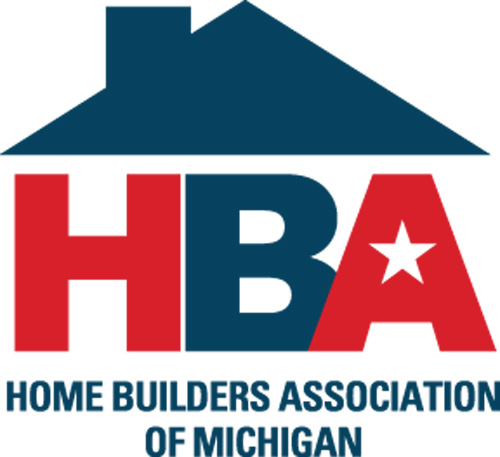 HBA
HOME BUILDERS ASSOCIATION
OF MICHIGAN